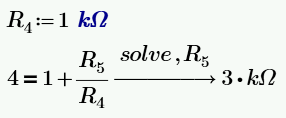 R₄ := 1 kΩ
4 = 1 + R₅/R₄ solve , R₅ → 3 • kΩ